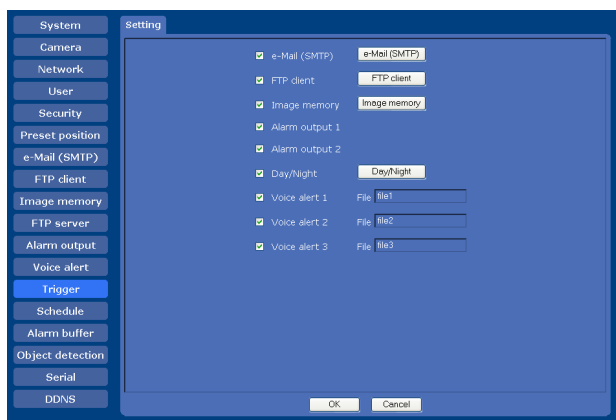 System
Camera
Network
User
Security
Preset position
e-Mail (SMTP)
FTP client
Image memory
FTP server
Alarm output
Voice alert
Trigger
Schedule
Alarm buffer
Object detection
Serial
DDNS
Setting
e-Mail (SMTP) e-Mail (SMTP)
FTP client FTP client
Image memory Image memory
Alarm output 1
Alarm output 2
Day/Night Day/Night
Voice alert 1 File file1
Voice alert 2 File file2
Voice alert 3 File file3
OK Cancel